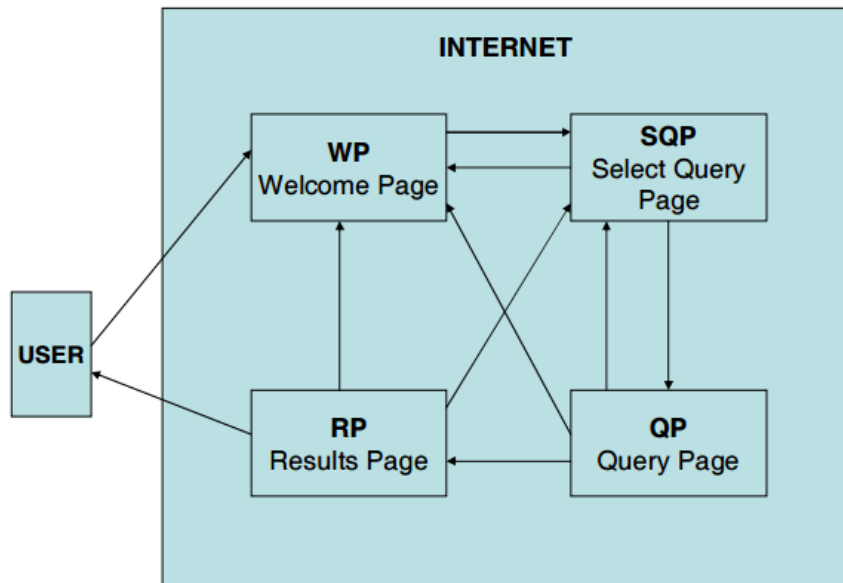 INTERNET
WP
Welcome Page
SQP
Select Query
Page
USER
RP
Results Page
QP
Query Page